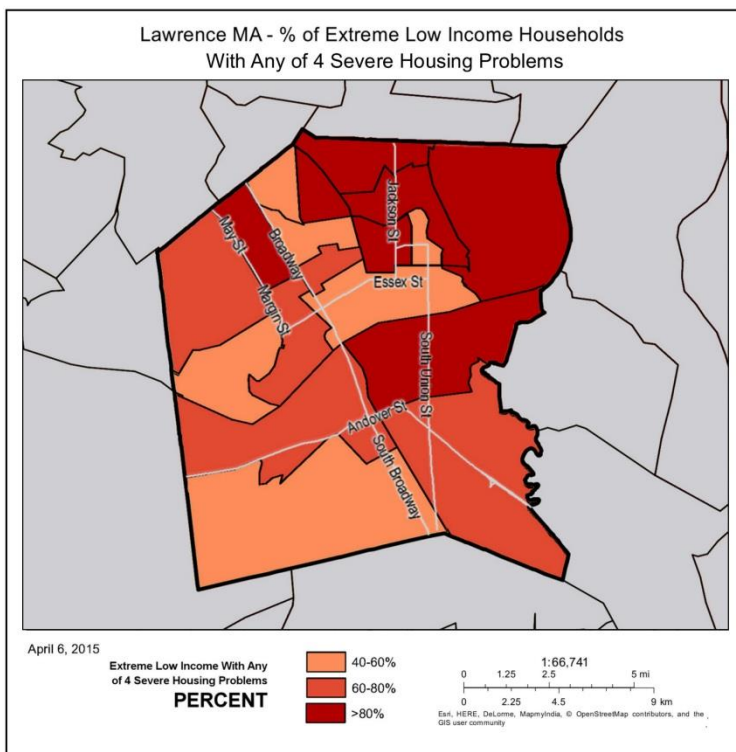 Lawrence MA - % of Extreme Low Income Households
With Any of 4 Severe Housing Problems
Jackson St
May St
Broadway
Essex St
Margin St
South Union St
Andover St
South Broadway
April 6, 2015
Extreme Low Income With Any
of 4 Severe Housing Problems
PERCENT
40-60%
60-80%
>80%
1:66,741
0 1.25 2.5 5 mi
0 2.25 4.5 9 km
Esri, HERE, DeLorme, MapmyIndia, © OpenStreetMap contributors, and the
GIS user community